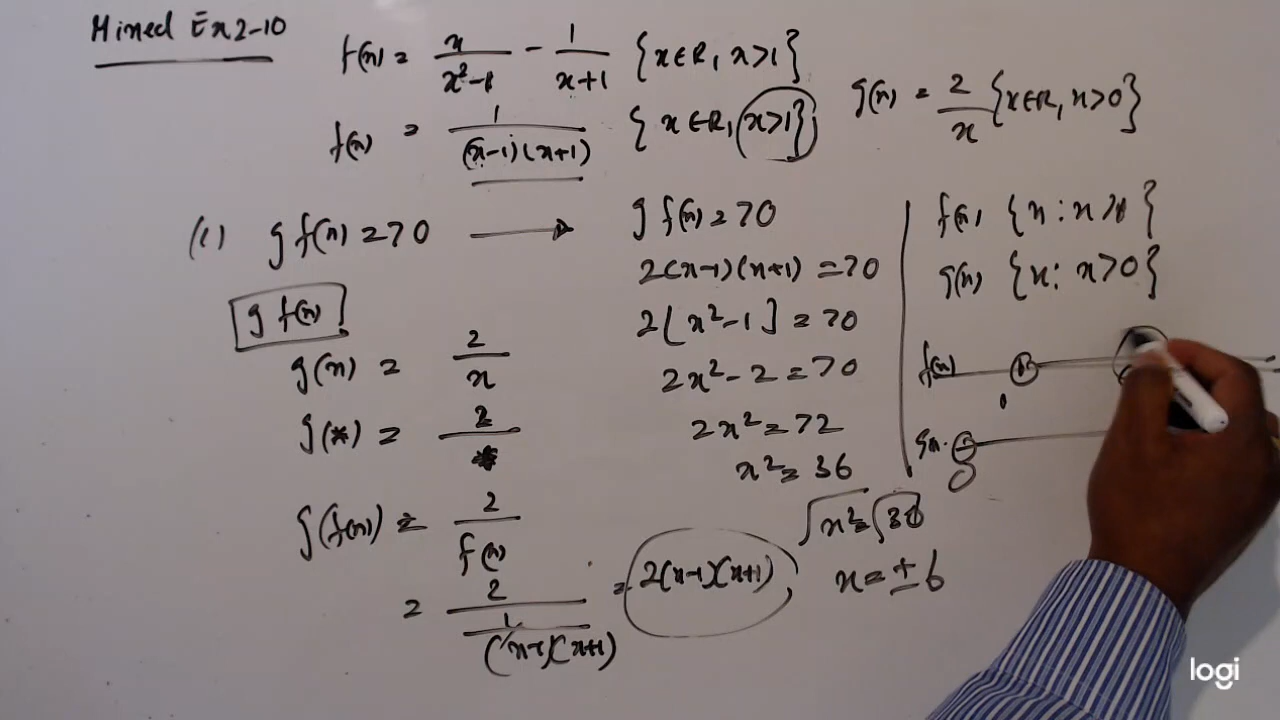 Mixed Ex2-10
f(x) = x/(x²-1) - 1/(x+1) {x∈R, x>1}
f(x) = 1/((x-1)(x+1)) {x∈R, x>1}
g(x) = 2/x {x∈R, x>0}
(c) gf(x) = 70
gf(x)
g(x) = 2/x
g(*) = 2/*
g(f(x)) = 2/f(x)
= 2/(1/((x-1)(x+1))) = 2(x-1)(x+1)
gf(x) = 70
2(x-1)(x+1) = 70
2[x²-1] = 70
2x²-2 = 70
2x² = 72
x² = 36
√x² = √36
x = ±6
f(x) {x: x>
g(x) {x: x>0}
f(x)
g(x)
logi